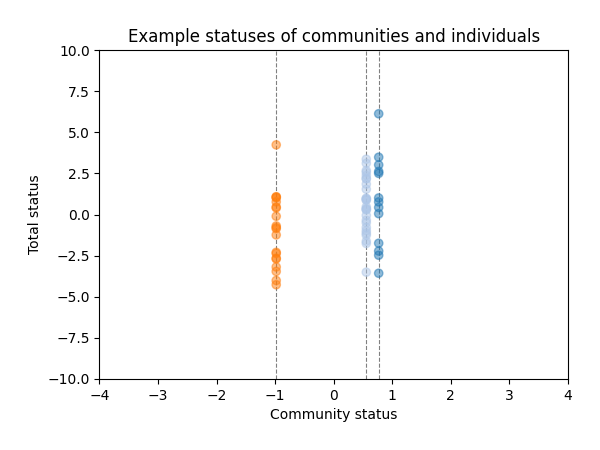 Example statuses of communities and individuals
10.0
7.5
5.0
2.5
0.0
−2.5
−5.0
−7.5
−10.0
Total status
−4 −3 −2 −1 0 1 2 3 4
Community status